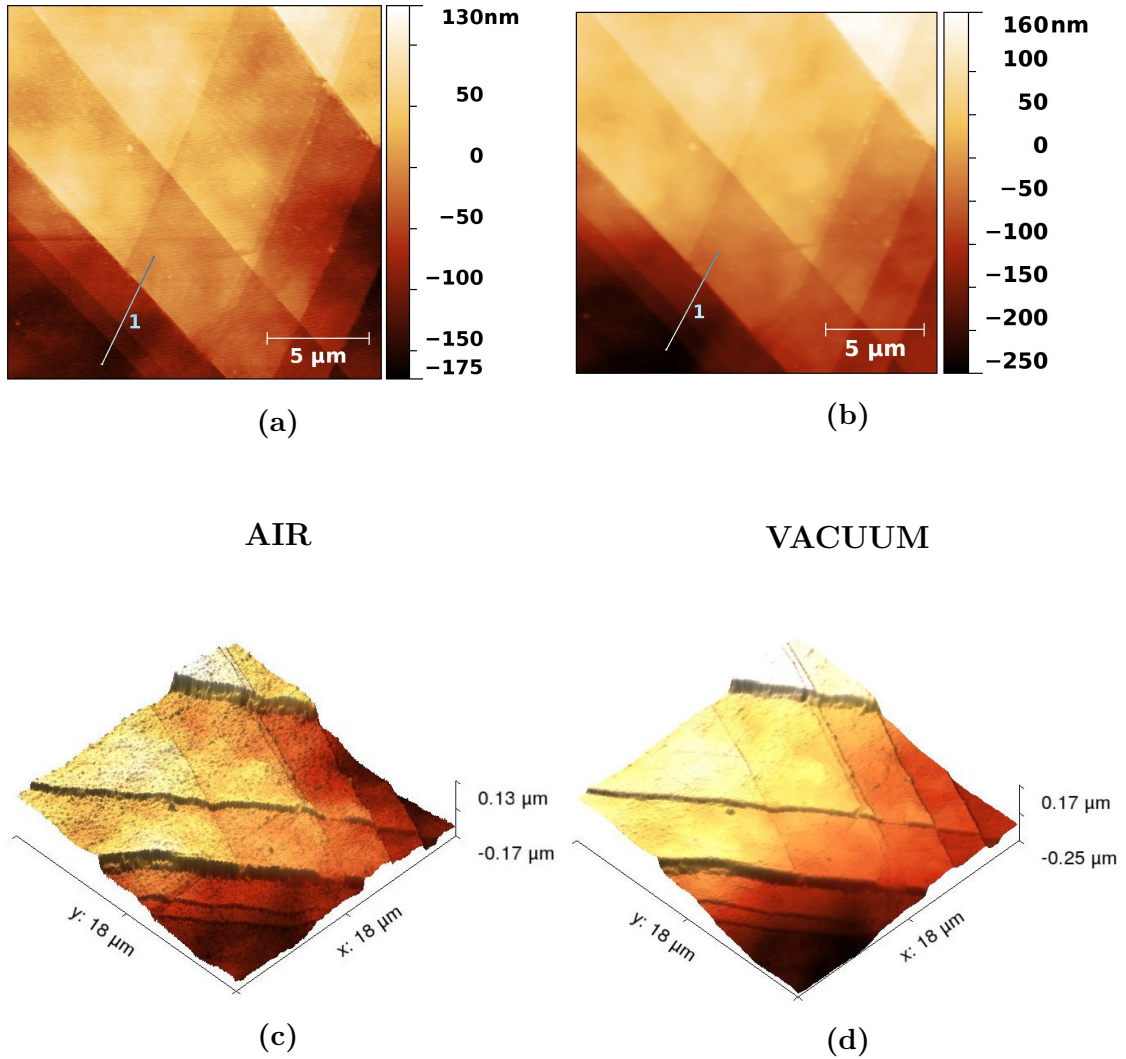 130nm
50
0
−50
−100
−150
−175
1
5 µm
(a)
160nm
100
50
0
−50
−100
−150
−200
−250
1
5 µm
(b)
AIR
VACUUM
0.13 µm
-0.17 µm
y: 18 µm
x: 18 µm
(c)
0.17 µm
-0.25 µm
y: 18 µm
x: 18 µm
(d)